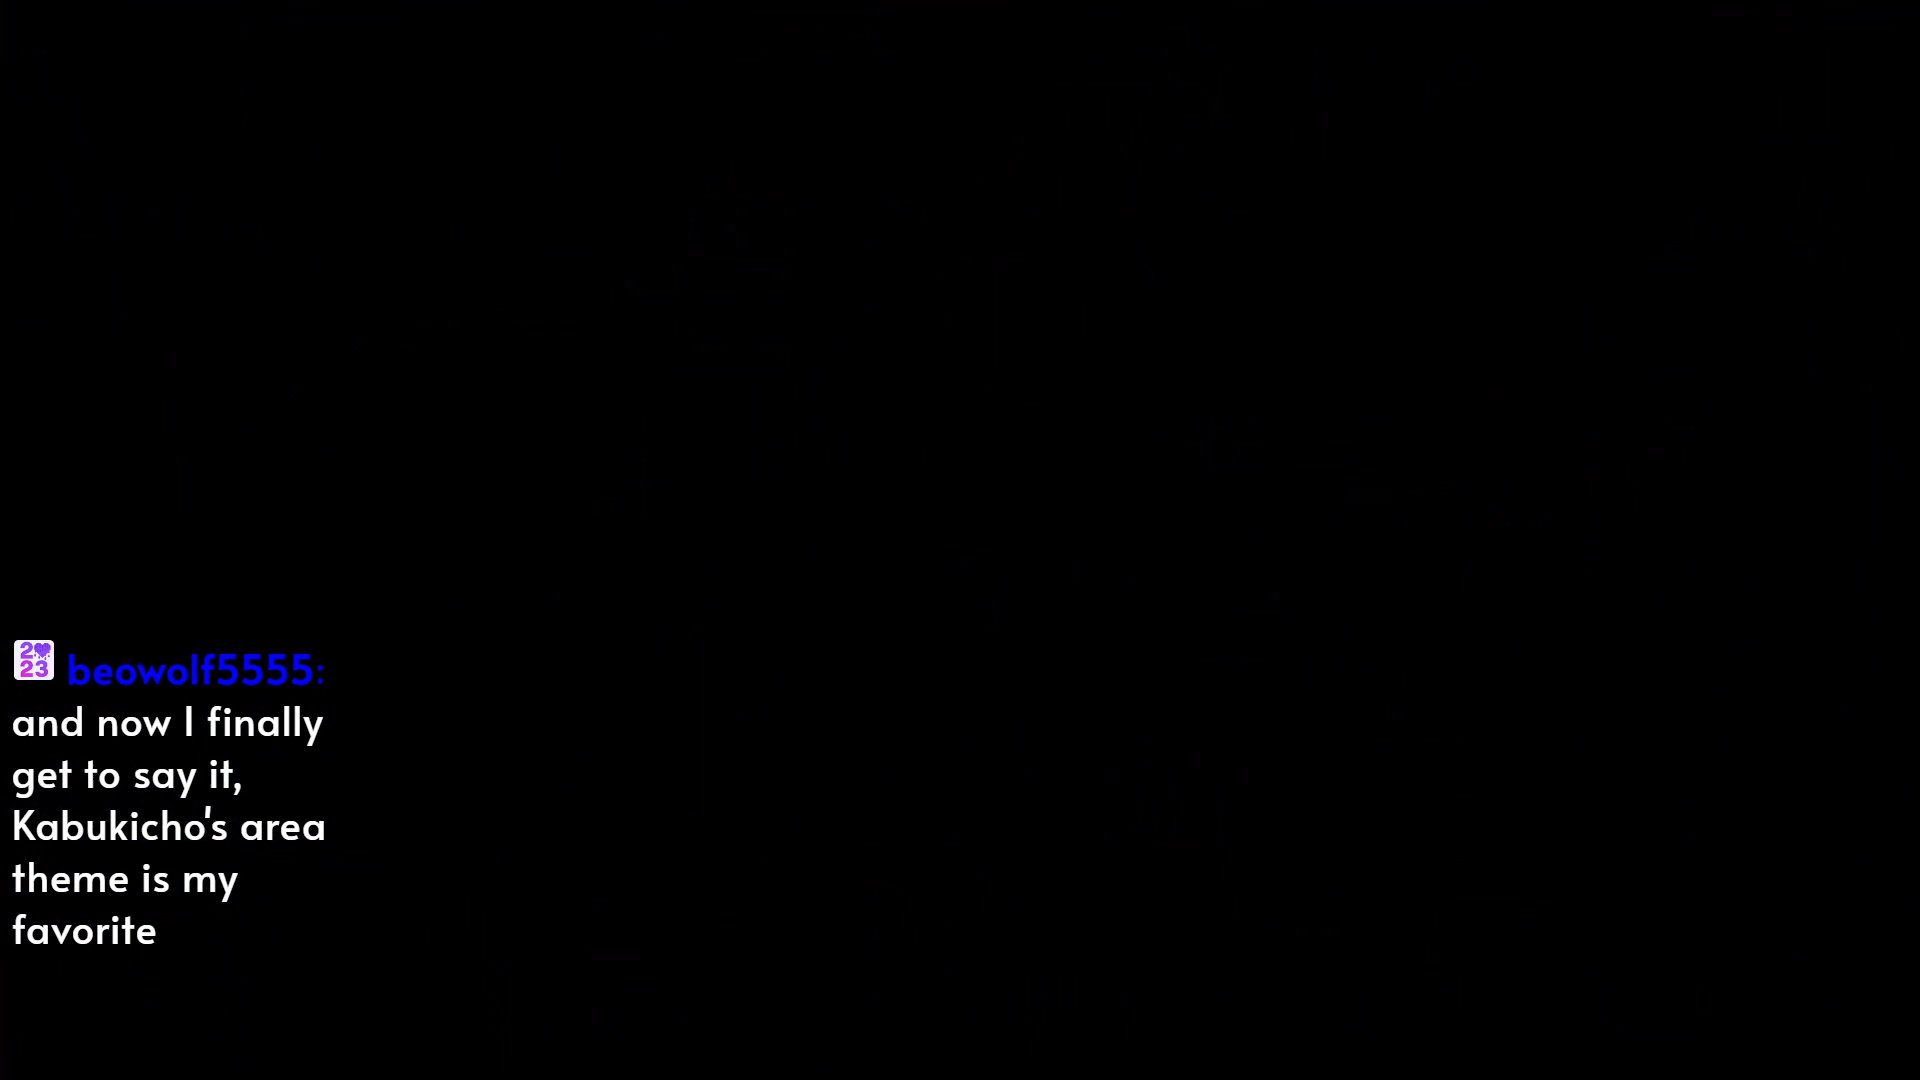 2023 beowolf5555:
and now I finally
get to say it,
Kabukicho's area
theme is my
favorite